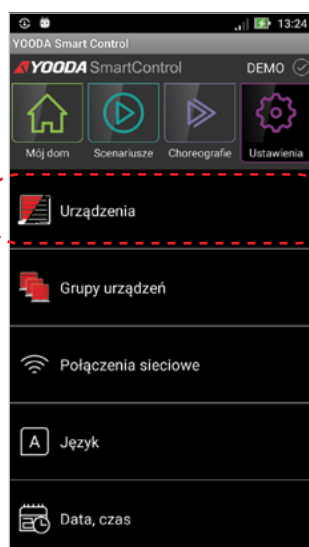 13:24
YOODA Smart Control
YOODA SmartControl DEMO
Mój dom Scenariusze Choreografie Ustawienia
Urządzenia
Grupy urządzeń
Połączenia sieciowe
A Język
Data, czas